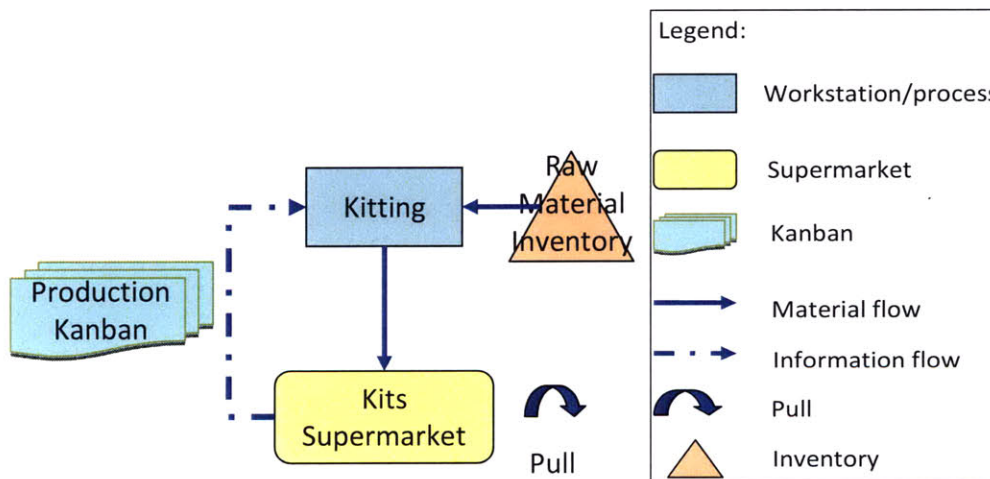 Production
Kanban
Kitting
Raw
Material
Inventory
Kits
Supermarket
Pull
Legend:
Workstation/process
Supermarket
Kanban
Material flow
Information flow
Pull
Inventory